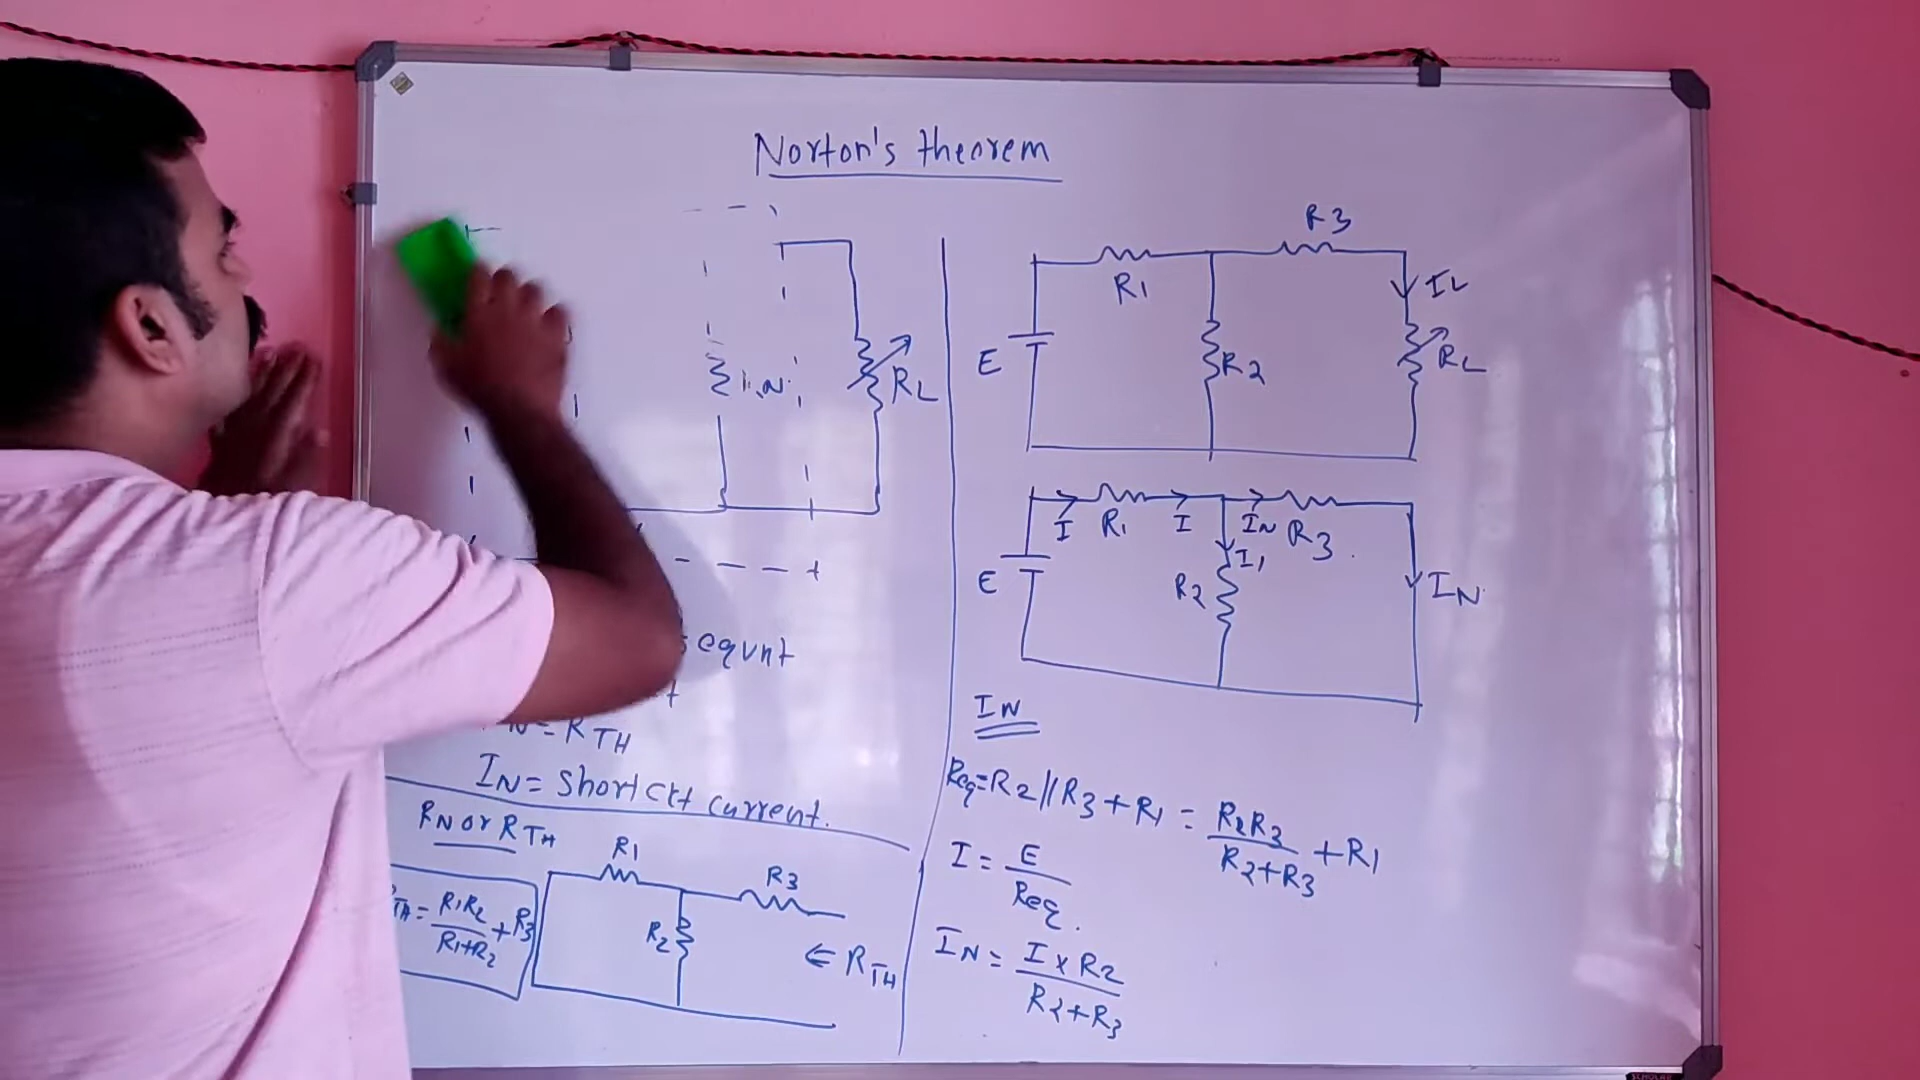 Norton's theorem
RL
equnt
= RTH
IN = Short ckt current.
RN or RTH
R1
R3
R2
TH = R1R2 / R1+R2 + R3
⇐ RTH
R3
R1
IL
E
R2
RL
I R1 I IN R3
I1
E
R2
IN
IN
Req = R2 || R3 + R1 = R2R3 / R2+R3 + R1
I = E / Req.
IN = I x R2 / R2+R3